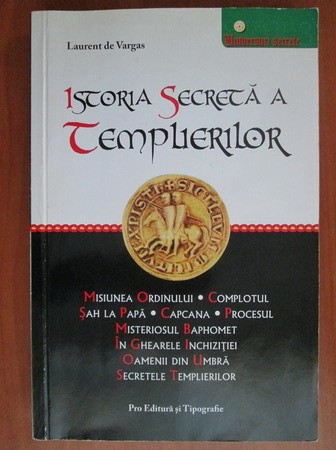 Laurent de Vargas
Universuri secrete
Istoria Secretă a
Templierilor
Misiunea Ordinului • Complotul
Șah la Papă • Capcana • Procesul
Misteriosul Baphomet
În Ghearele Inchiziției
Oamenii din Umbră
Secretele Templierilor
Pro Editură și Tipografie